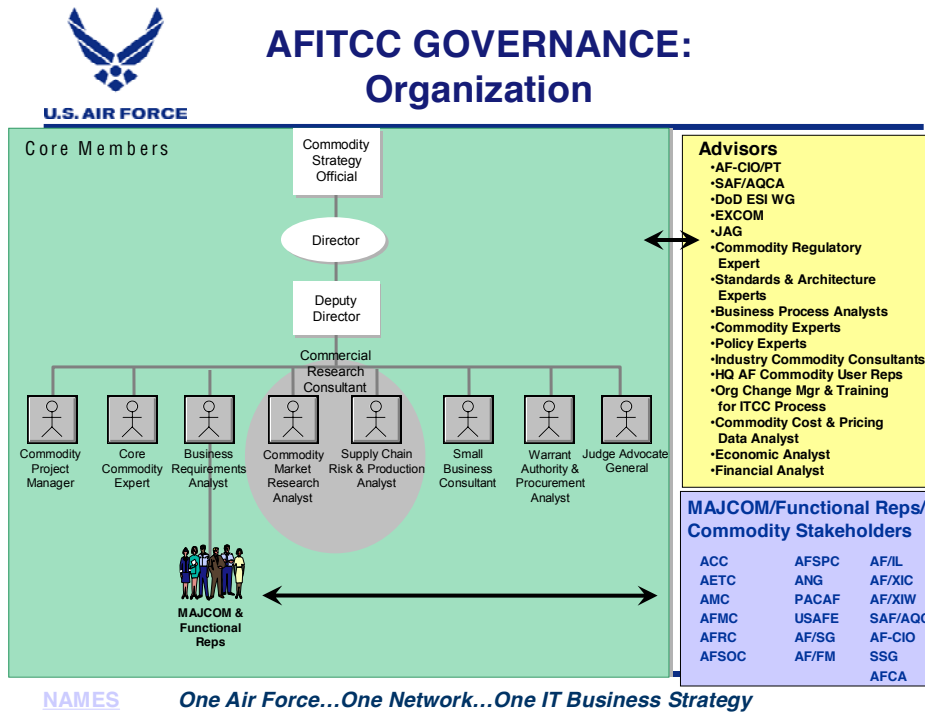 AFITCC GOVERNANCE:
Organization
U.S. AIR FORCE
Core Members
Commodity
Strategy
Official
Director
Deputy
Director
Commercial
Research
Consultant
Commodity
Project
Manager
Core
Commodity
Expert
Business
Requirements
Analyst
Commodity
Market
Research
Analyst
Supply Chain
Risk & Production
Analyst
Small
Business
Consultant
Warrant
Authority &
Procurement
Analyst
Judge Advocate
General
MAJCOM &
Functional
Reps
Advisors
•AF-CIO/PT
•SAF/AQCA
•DoD ESI WG
•EXCOM
•JAG
•Commodity Regulatory
Expert
•Standards & Architecture
Experts
•Business Process Analysts
•Commodity Experts
•Policy Experts
•Industry Commodity Consultants
•HQ AF Commodity User Reps
•Org Change Mgr & Training
for ITCC Process
•Commodity Cost & Pricing
Data Analyst
•Economic Analyst
•Financial Analyst
MAJCOM/Functional Reps/
Commodity Stakeholders
ACC AFSPC AF/IL
AETC ANG AF/XIC
AMC PACAF AF/XIW
AFMC USAFE SAF/AQC
AFRC AF/SG AF-CIO
AFSOC AF/FM SSG
AFCA
NAMES One Air Force...One Network...One IT Business Strategy